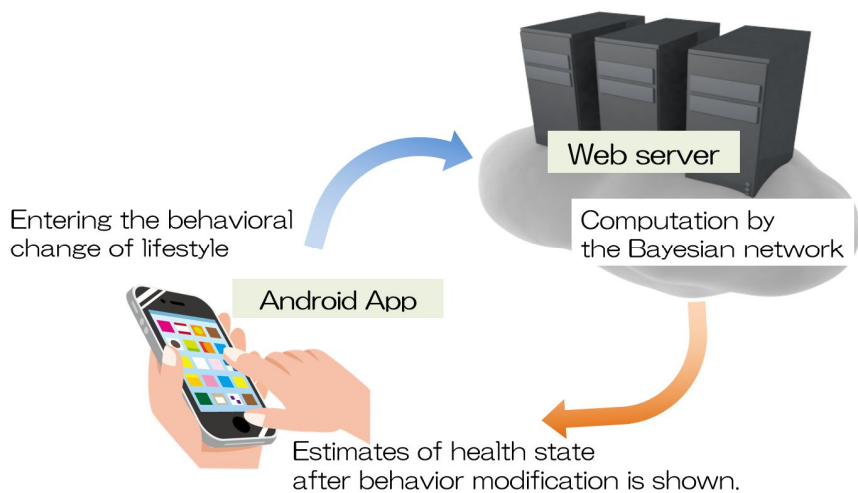 Web server
Entering the behavioral
change of lifestyle
Computation by
the Bayesian network
Android App
Estimates of health state
after behavior modification is shown.